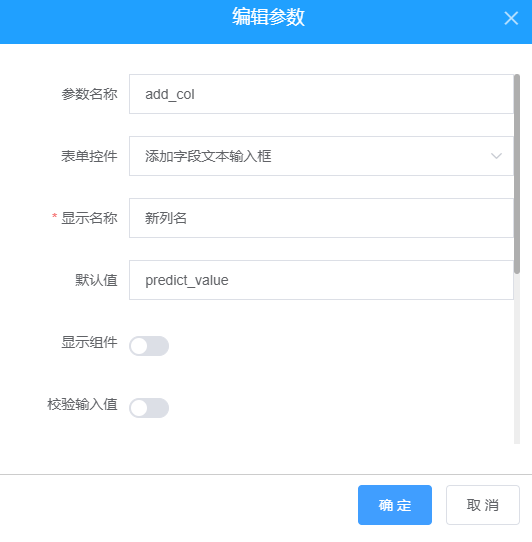 编辑参数
参数名称 add_col
表单控件 添加字段文本输入框
* 显示名称 新列名
默认值 predict_value
显示组件
校验输入值
确 定 取 消